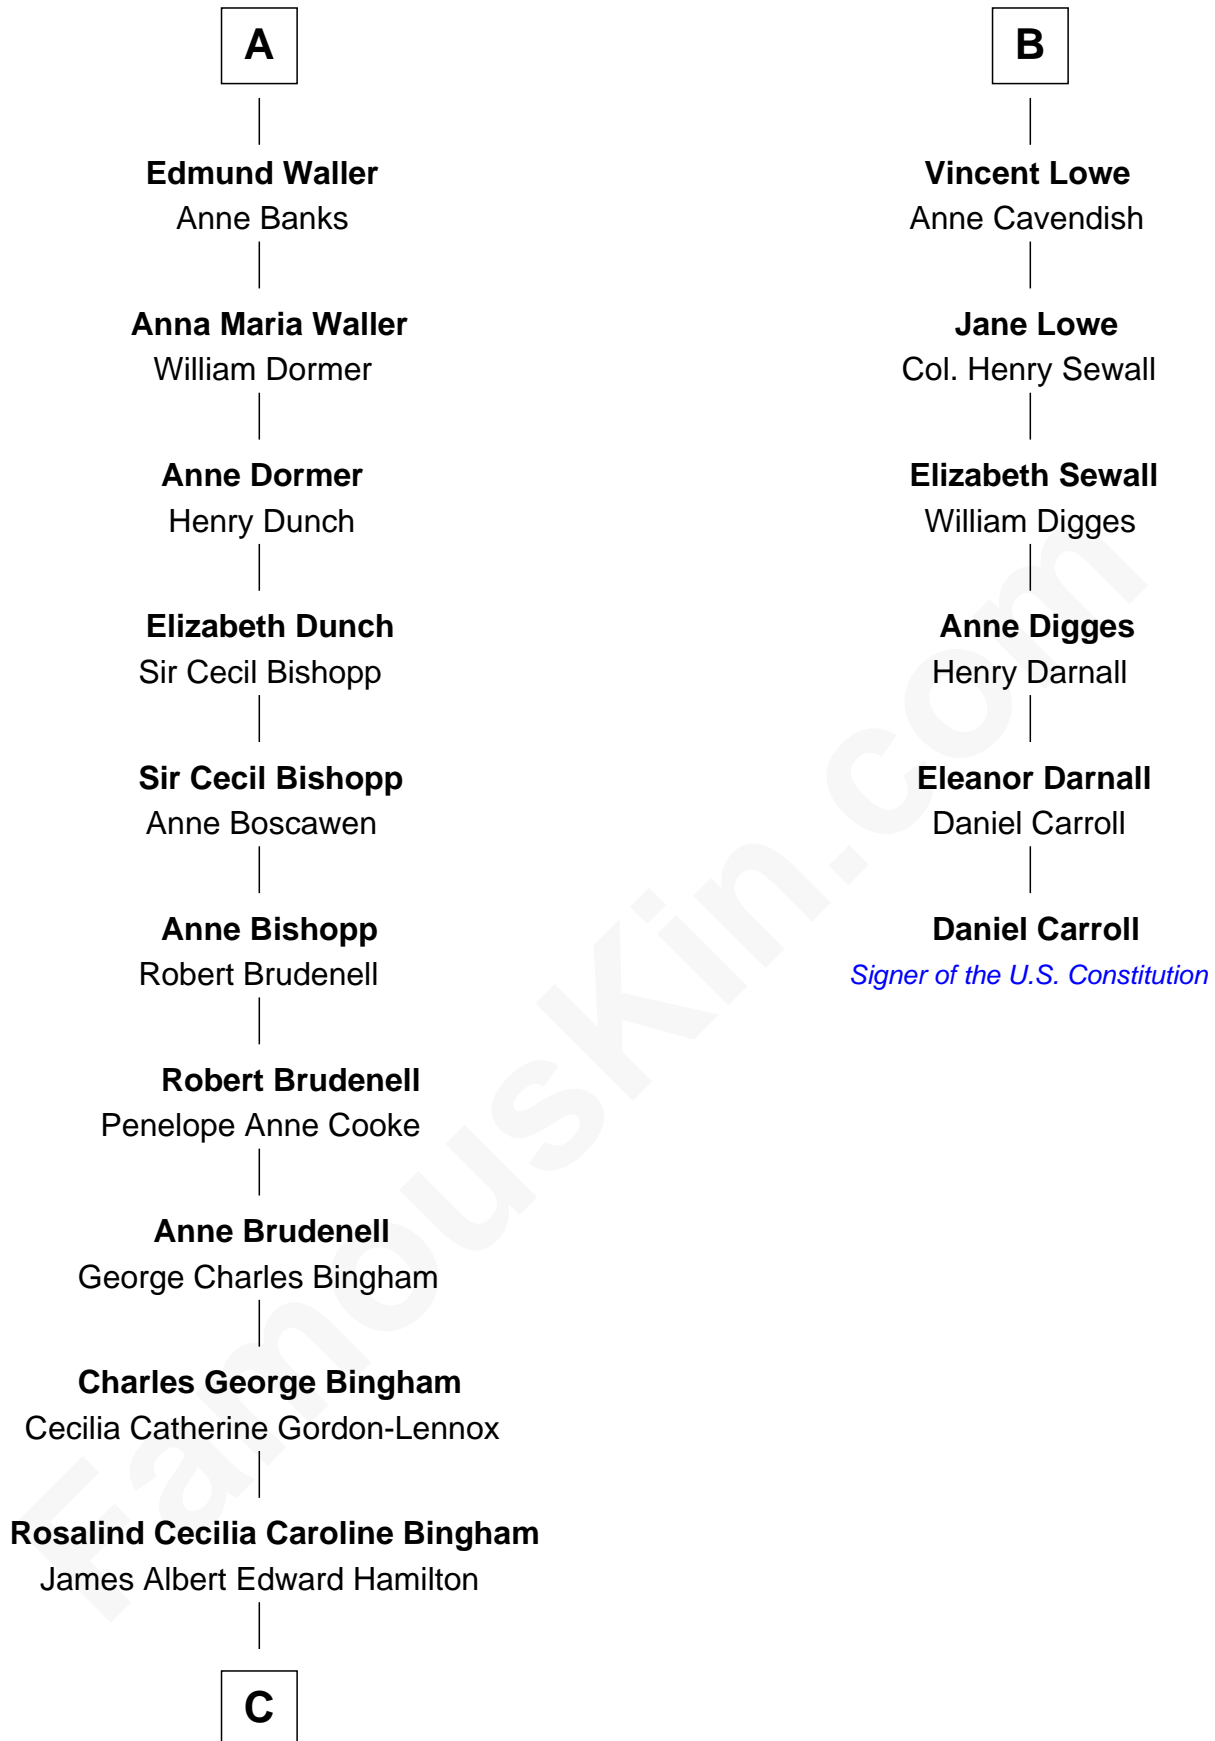 A
Edmund Waller
Anne Banks
Anna Maria Waller
William Dormer
Anne Dormer
Henry Dunch
Elizabeth Dunch
Sir Cecil Bishopp
Sir Cecil Bishopp
Anne Boscawen
Anne Bishopp
Robert Brudenell
Robert Brudenell
Penelope Anne Cooke
Anne Brudenell
George Charles Bingham
Charles George Bingham
Cecilia Catherine Gordon-Lennox
Rosalind Cecilia Caroline Bingham
James Albert Edward Hamilton
C
B
Vincent Lowe
Anne Cavendish
Jane Lowe
Col. Henry Sewall
Elizabeth Sewall
William Digges
Anne Digges
Henry Darnall
Eleanor Darnall
Daniel Carroll
Daniel Carroll
Signer of the U.S. Constitution
FamousKin.com